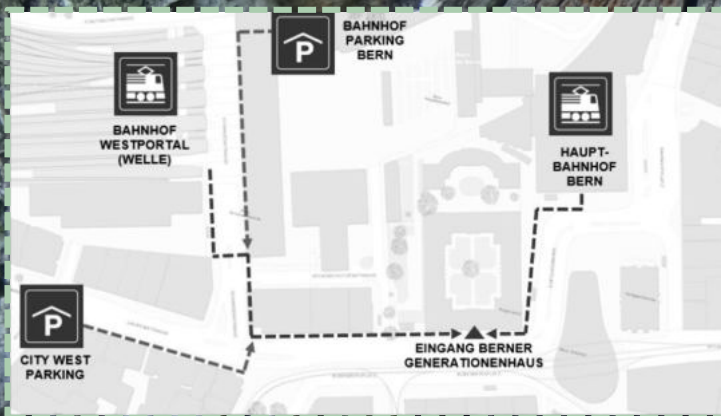 BAHNHOF
PARKING
BERN
P
BAHNHOF
WESTPORTAL
(WELLE)
HAUPT-
BAHNHOF
BERN
P
CITY WEST
PARKING
EINGANG BERNER
GENERATIONENHAUS